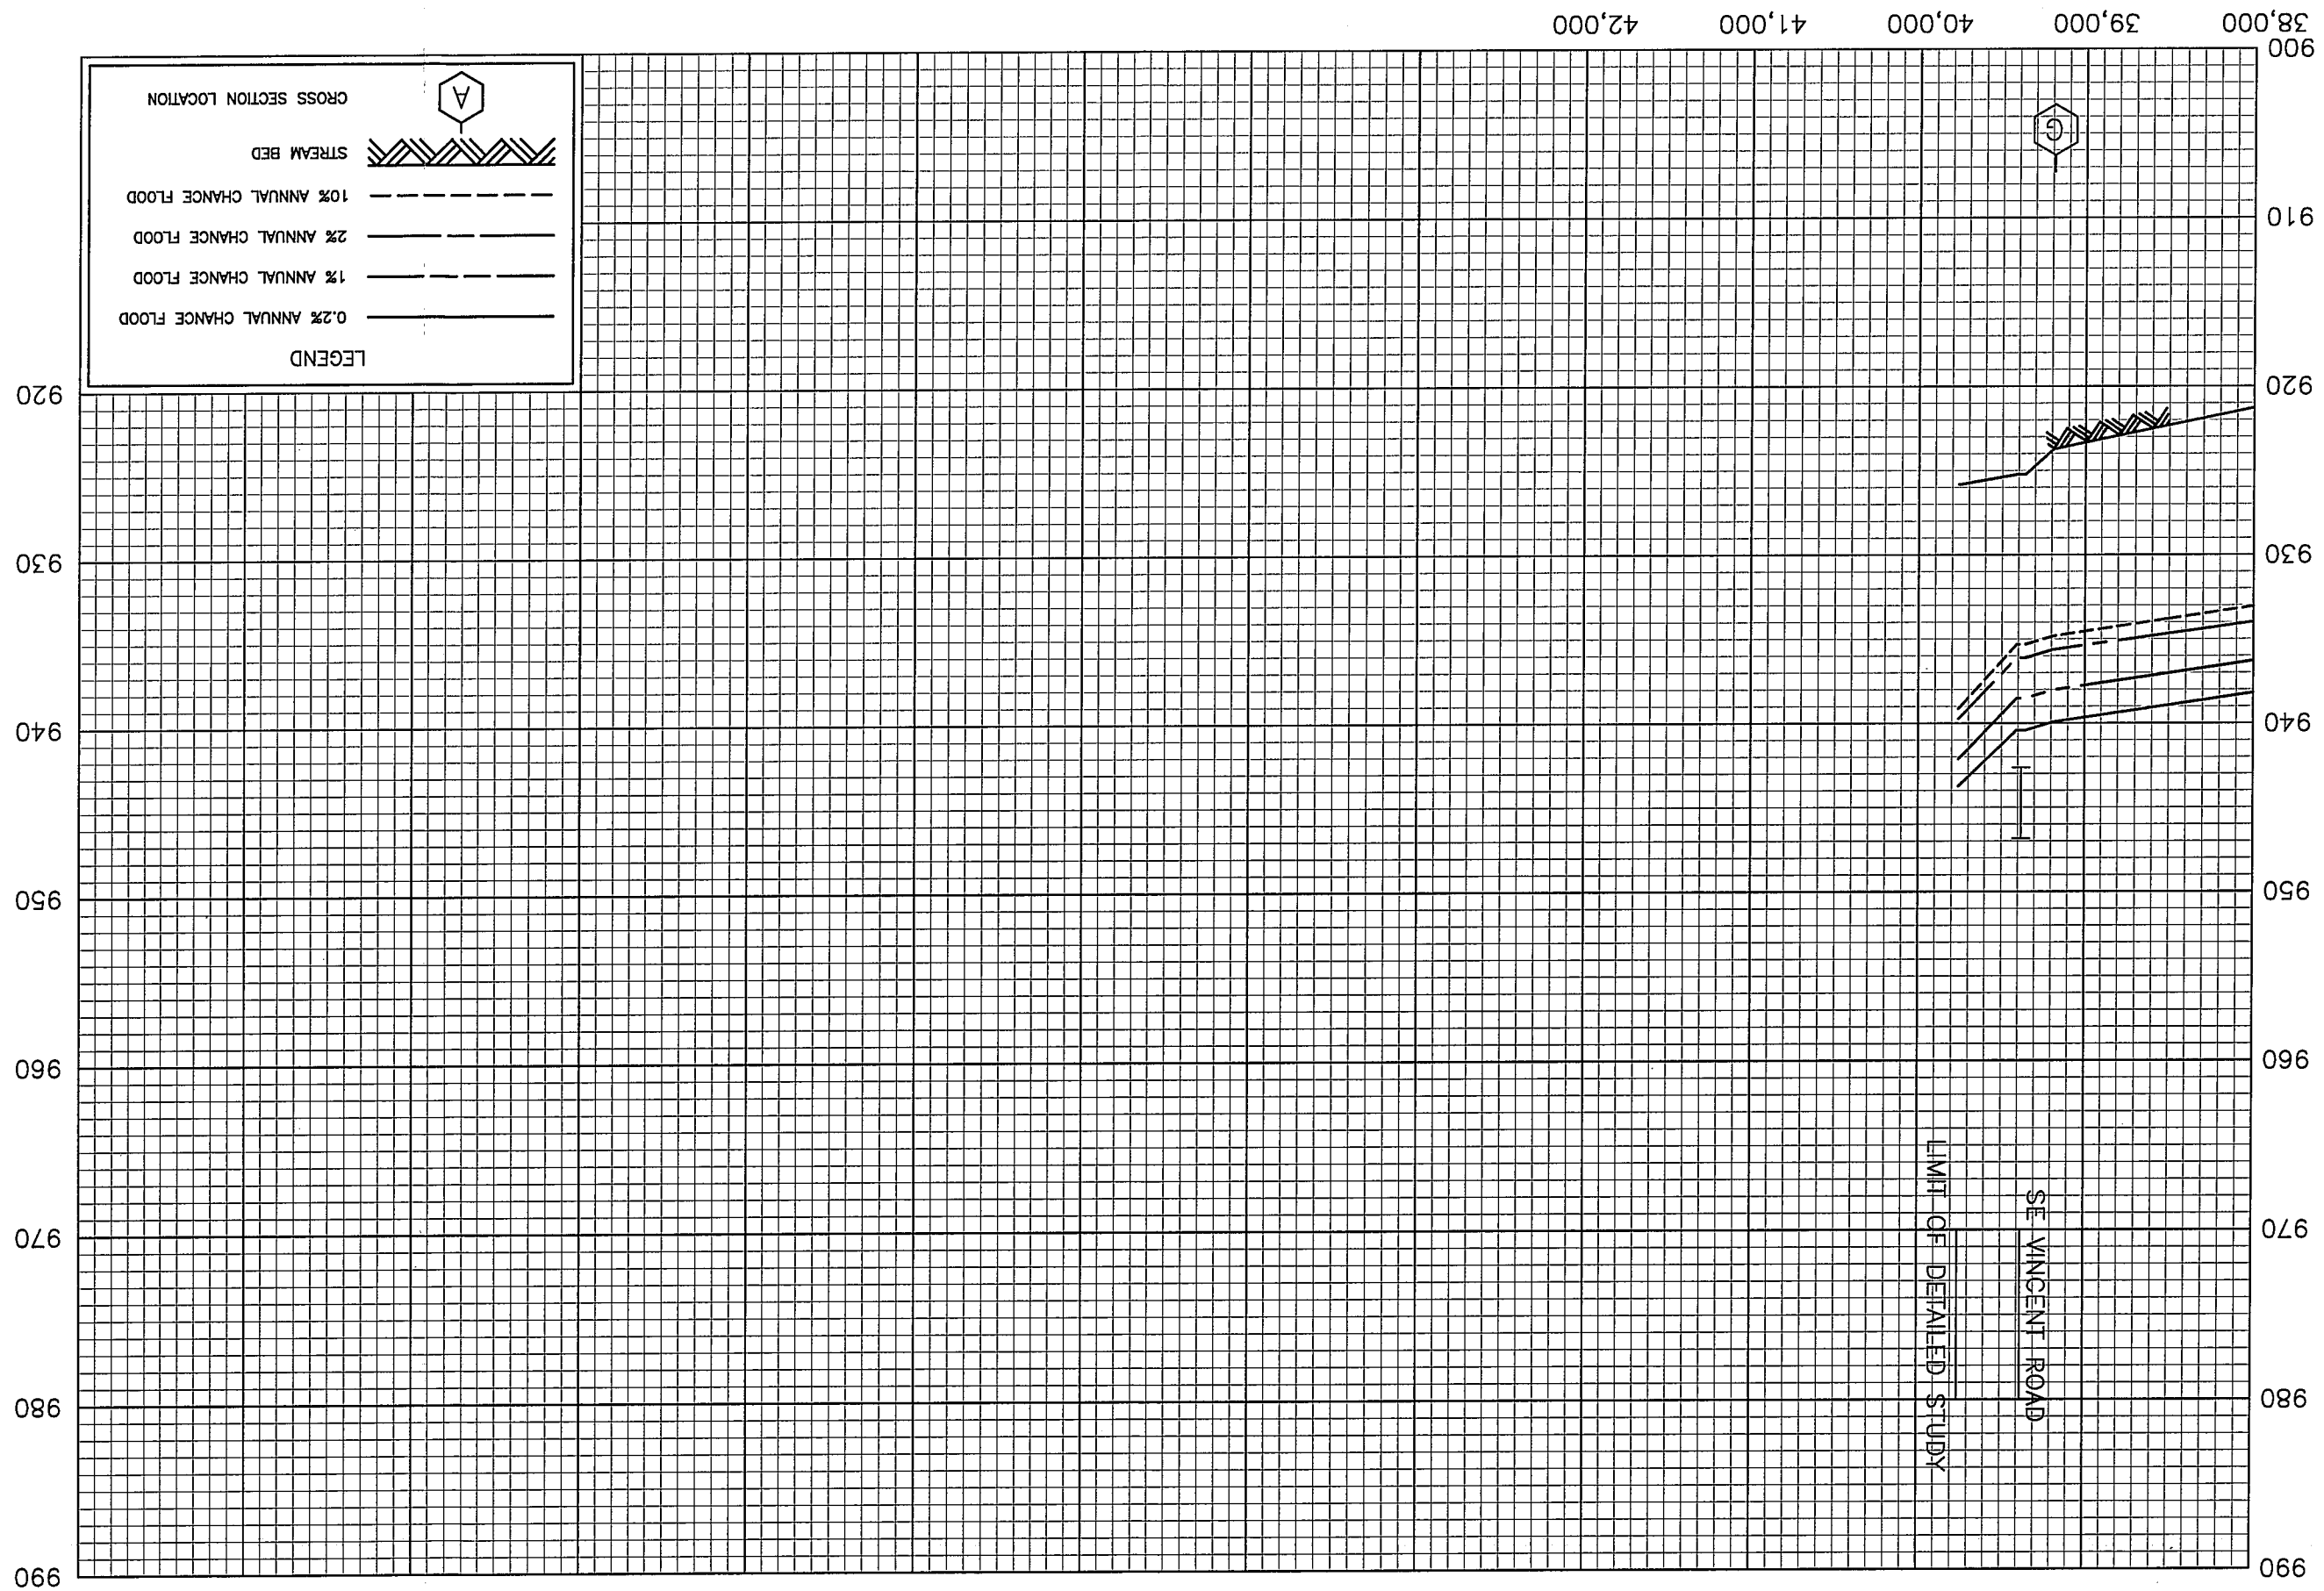 990
980
970
960
950
940
930
920
910
900
990
980
970
960
950
940
930
920
SE VINCENT ROAD
LIMIT OF DETAILED STUDY
G
LEGEND
0.2% ANNUAL CHANCE FLOOD
1% ANNUAL CHANCE FLOOD
2% ANNUAL CHANCE FLOOD
10% ANNUAL CHANCE FLOOD
STREAM BED
A CROSS SECTION LOCATION
38,000 39,000 40,000 41,000 42,000